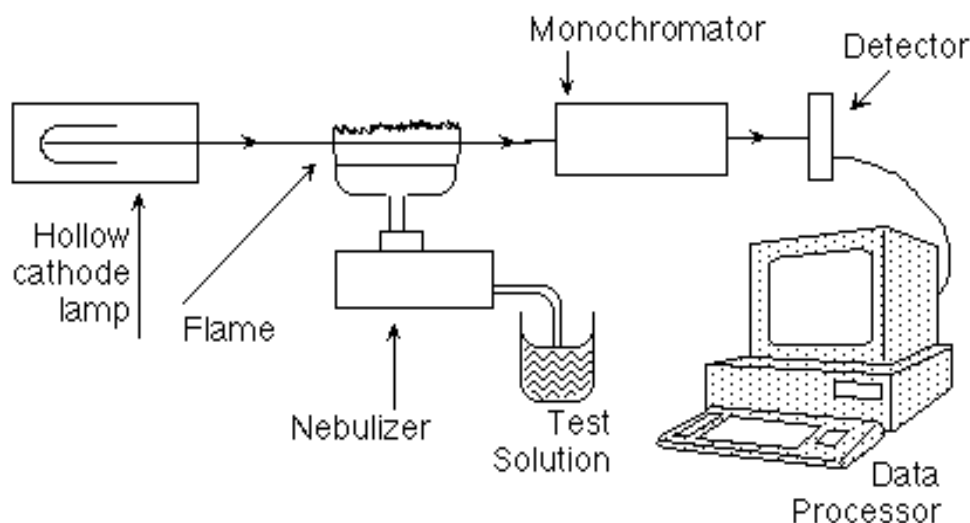 Monochromator
Detector
Hollow
cathode
lamp
Flame
Nebulizer
Test
Solution
Data
Processor